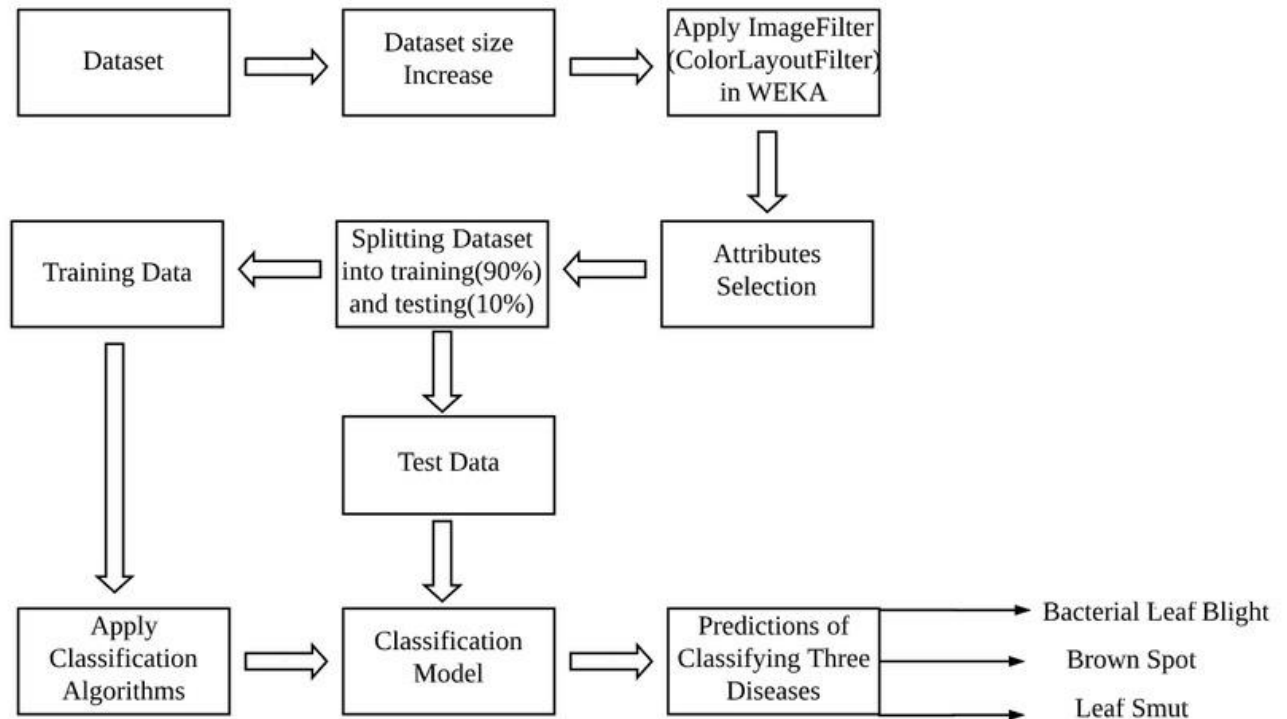 Dataset
Dataset size
Increase
Apply ImageFilter
(ColorLayoutFilter)
in WEKA
Training Data
Splitting Dataset
into training(90%)
and testing(10%)
Attributes
Selection
Test Data
Apply
Classification
Algorithms
Classification
Model
Predictions of
Classifying Three
Diseases
Bacterial Leaf Blight
Brown Spot
Leaf Smut